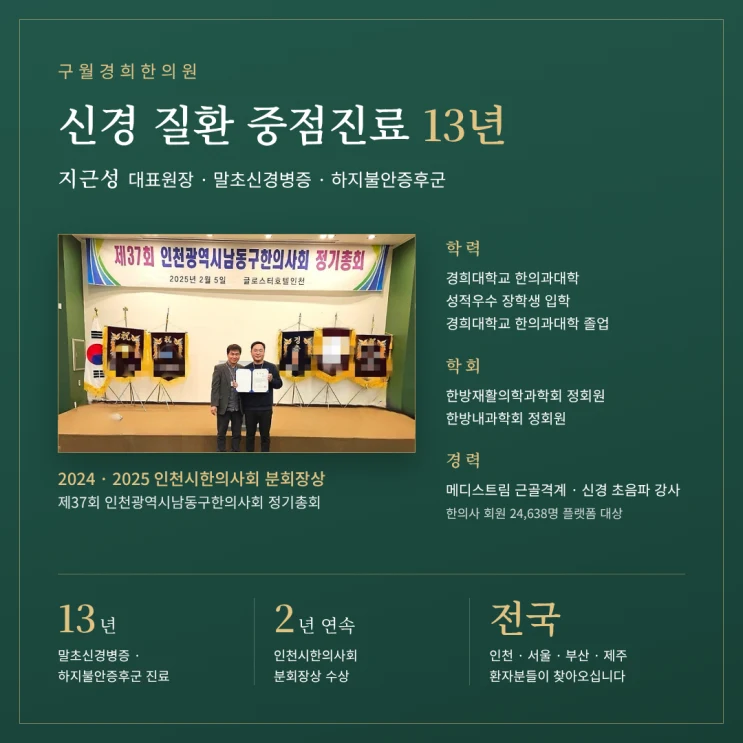 구월경희한의원
신경 질환 중점진료 13년
지근성 대표원장 · 말초신경병증 · 하지불안증후군
제37회 인천광역시남동구한의사회 정기총회
2025년 2월 5일 글로스터호텔인천
祝
祝
2024 · 2025 인천시한의사회 분회장상
제37회 인천광역시남동구한의사회 정기총회
학력
경희대학교 한의과대학
성적우수 장학생 입학
경희대학교 한의과대학 졸업
학회
한방재활의학과학회 정회원
한방내과학회 정회원
경력
메디스트림 근골격계 · 신경 초음파 강사
한의사 회원 24,638명 플랫폼 대상
13년
말초신경병증 ·
하지불안증후군 진료
2년 연속
인천시한의사회
분회장상 수상
전국
인천 · 서울 · 부산 · 제주
환자분들이 찾아오십니다